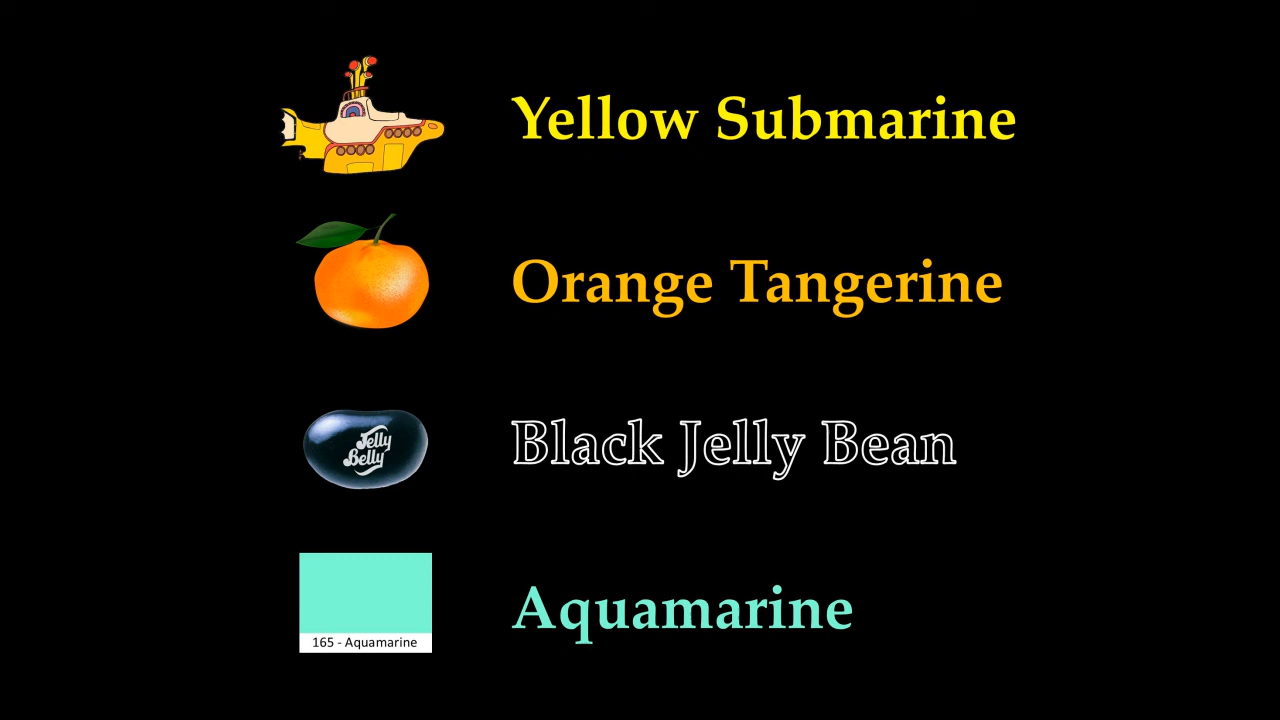 Yellow Submarine
Orange Tangerine
Jelly
Belly
Black Jelly Bean
165 - Aquamarine
Aquamarine